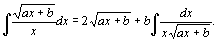 ∫ √(ax + b)/x dx = 2√(ax + b) + b∫ dx/(x√(ax + b)).